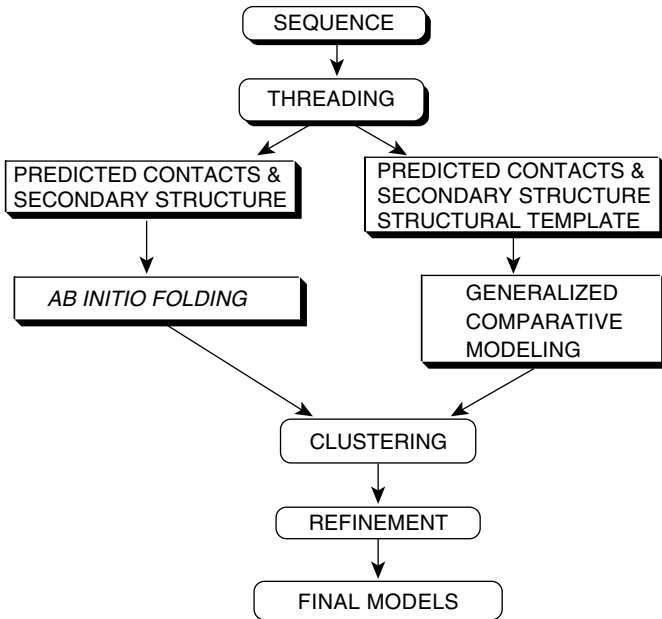 SEQUENCE
THREADING
PREDICTED CONTACTS &
SECONDARY STRUCTURE
PREDICTED CONTACTS &
SECONDARY STRUCTURE
STRUCTURAL TEMPLATE
AB INITIO FOLDING
GENERALIZED
COMPARATIVE
MODELING
CLUSTERING
REFINEMENT
FINAL MODELS